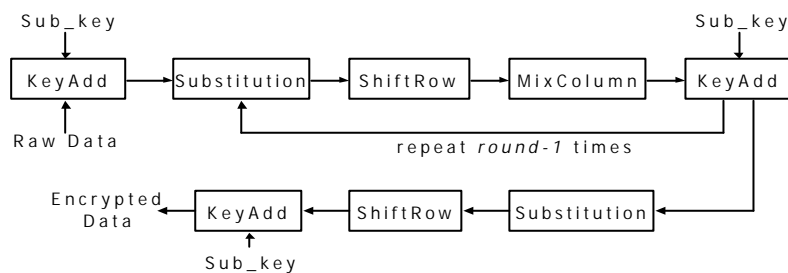 Sub_key
Sub_key
KeyAdd
Substitution
ShiftRow
MixColumn
KeyAdd
Raw Data
repeat round-1 times
Encrypted
Data
KeyAdd
ShiftRow
Substitution
Sub_key